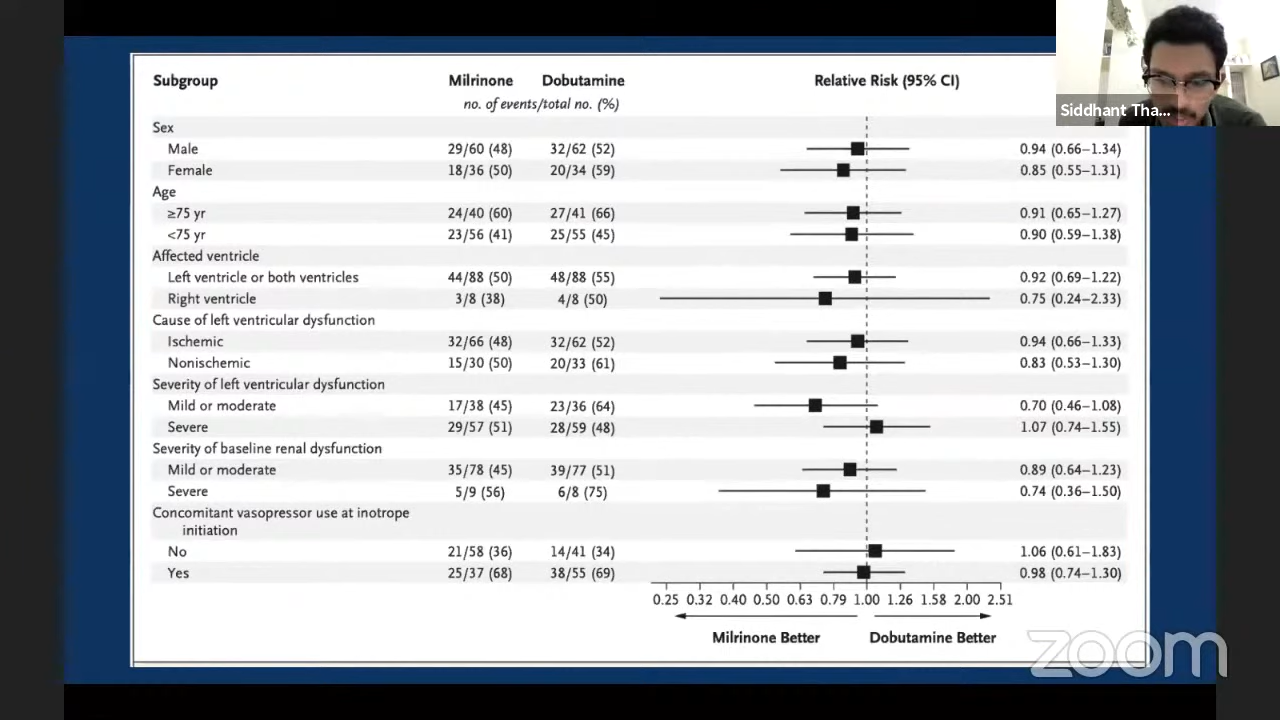 Siddhant Tha...
Subgroup Milrinone Dobutamine Relative Risk (95% CI)
no. of events/total no. (%)
Sex
Male 29/60 (48) 32/62 (52) 0.94 (0.66–1.34)
Female 18/36 (50) 20/34 (59) 0.85 (0.55–1.31)
Age
≥75 yr 24/40 (60) 27/41 (66) 0.91 (0.65–1.27)
<75 yr 23/56 (41) 25/55 (45) 0.90 (0.59–1.38)
Affected ventricle
Left ventricle or both ventricles 44/88 (50) 48/88 (55) 0.92 (0.69–1.22)
Right ventricle 3/8 (38) 4/8 (50) 0.75 (0.24–2.33)
Cause of left ventricular dysfunction
Ischemic 32/66 (48) 32/62 (52) 0.94 (0.66–1.33)
Nonischemic 15/30 (50) 20/33 (61) 0.83 (0.53–1.30)
Severity of left ventricular dysfunction
Mild or moderate 17/38 (45) 23/36 (64) 0.70 (0.46–1.08)
Severe 29/57 (51) 28/59 (48) 1.07 (0.74–1.55)
Severity of baseline renal dysfunction
Mild or moderate 35/78 (45) 39/77 (51) 0.89 (0.64–1.23)
Severe 5/9 (56) 6/8 (75) 0.74 (0.36–1.50)
Concomitant vasopressor use at inotrope
initiation
No 21/58 (36) 14/41 (34) 1.06 (0.61–1.83)
Yes 25/37 (68) 38/55 (69) 0.98 (0.74–1.30)
0.25 0.32 0.40 0.50 0.63 0.79 1.00 1.26 1.58 2.00 2.51
Milrinone Better Dobutamine Better
zoom